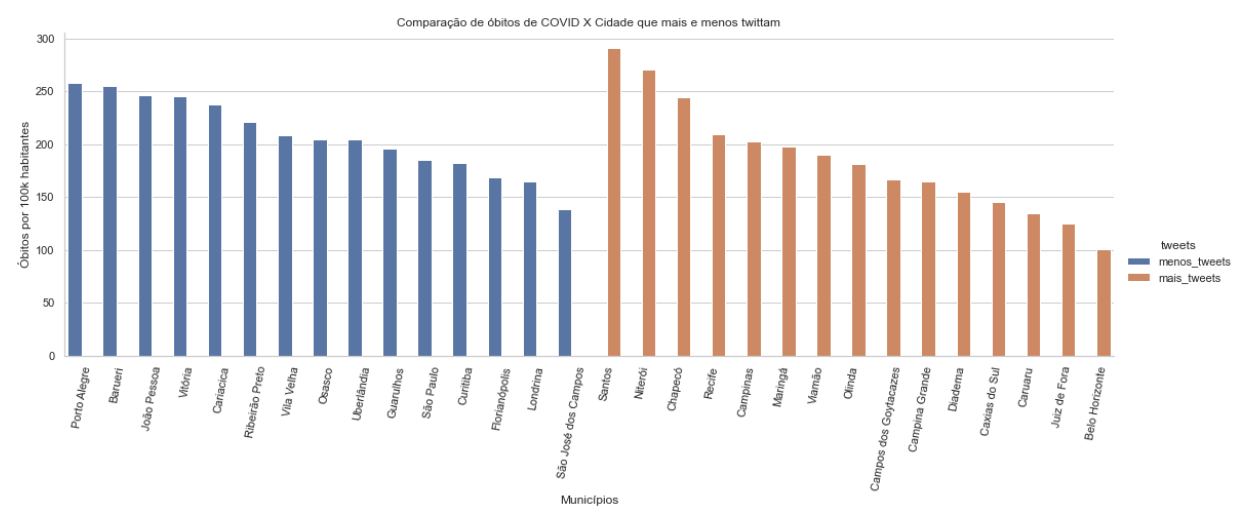 Comparação de óbitos de COVID X Cidade que mais e menos twittam
300
250
200
150
100
50
0
Óbitos por 100k habitantes
Porto Alegre
Barueri
João Pessoa
Vitória
Cariacica
Ribeirão Preto
Vila Velha
Osasco
Uberlândia
Guarulhos
São Paulo
Curitiba
Florianópolis
Londrina
São José dos Campos
Santos
Niterói
Chapecó
Recife
Campinas
Maringá
Viamão
Olinda
Campos dos Goytacazes
Campina Grande
Diadema
Caxias do Sul
Caruaru
Juiz de Fora
Belo Horizonte
Municípios
tweets
menos_tweets
mais_tweets